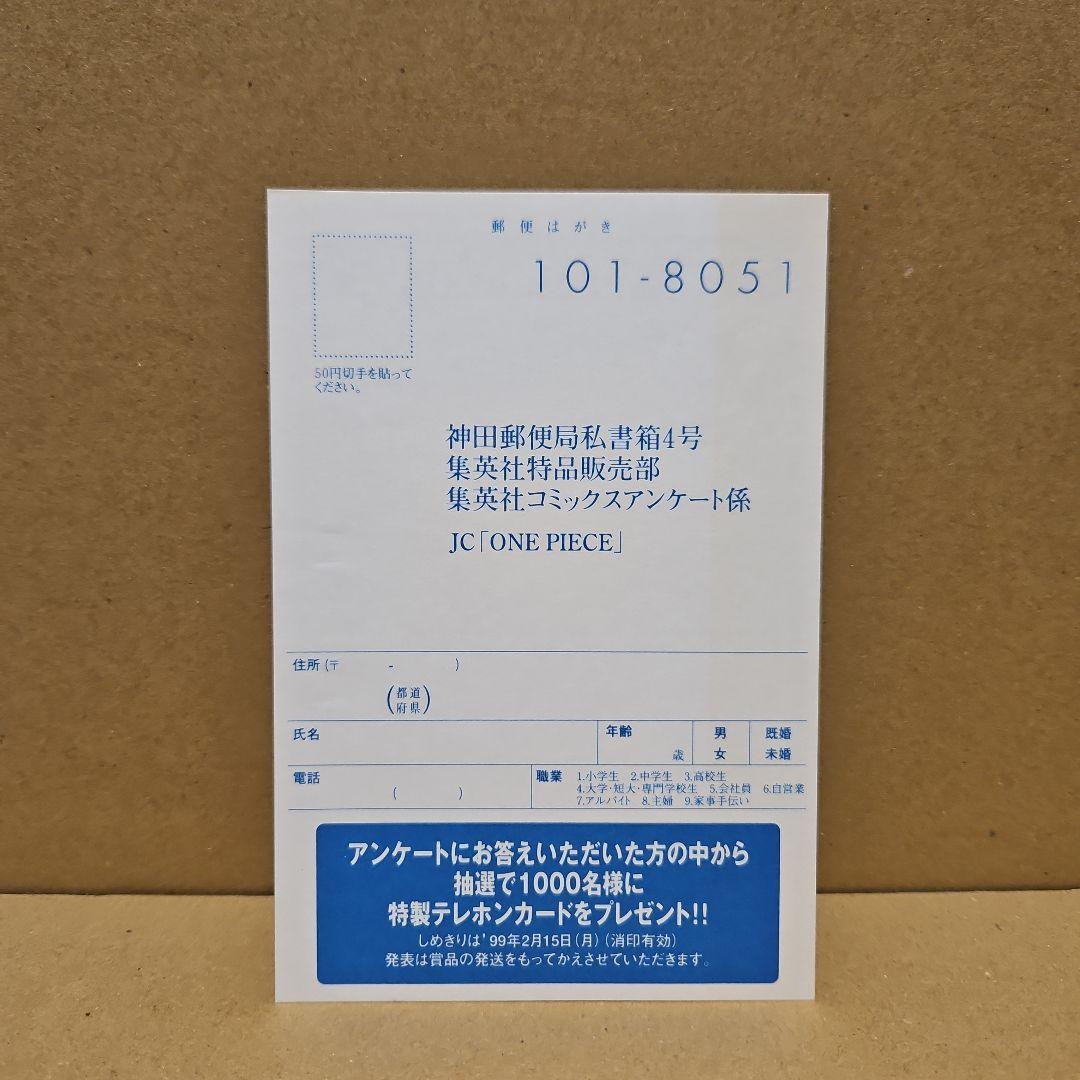 郵便はがき
101-8051
50円切手を貼って
ください。
神田郵便局私書箱4号
集英社特品販売部
集英社コミックスアンケート係
JC「ONE PIECE」
住所(〒 - )
(都道
府県)
氏名
年齢
歳
男
女
既婚
未婚
電話
( )
職業 1.小学生 2.中学生 3.高校生
4.大学・短大・専門学校生 5.会社員 6.自営業
7.アルバイト 8.主婦 9.家事手伝い
アンケートにお答えいただいた方の中から
抽選で1000名様に
特製テレホンカードをプレゼント!!
しめきりは'99年2月15日(月)(消印有効)
発表は賞品の発送をもってかえさせていただきます。